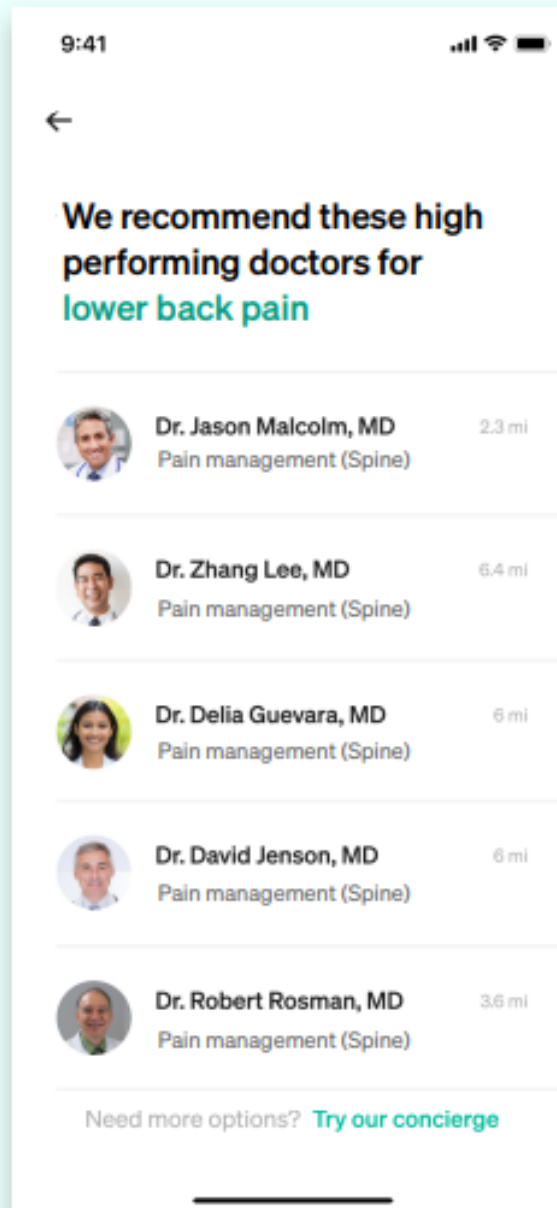 9:41
We recommend these high
performing doctors for
lower back pain
Dr. Jason Malcolm, MD
2.3 mi
Pain management (Spine)
Dr. Zhang Lee, MD
6.4 mi
Pain management (Spine)
Dr. Delia Guevara, MD
6 mi
Pain management (Spine)
Dr. David Jenson, MD
6 mi
Pain management (Spine)
Dr. Robert Rosman, MD
3.6 mi
Pain management (Spine)
Need more options? Try our concierge